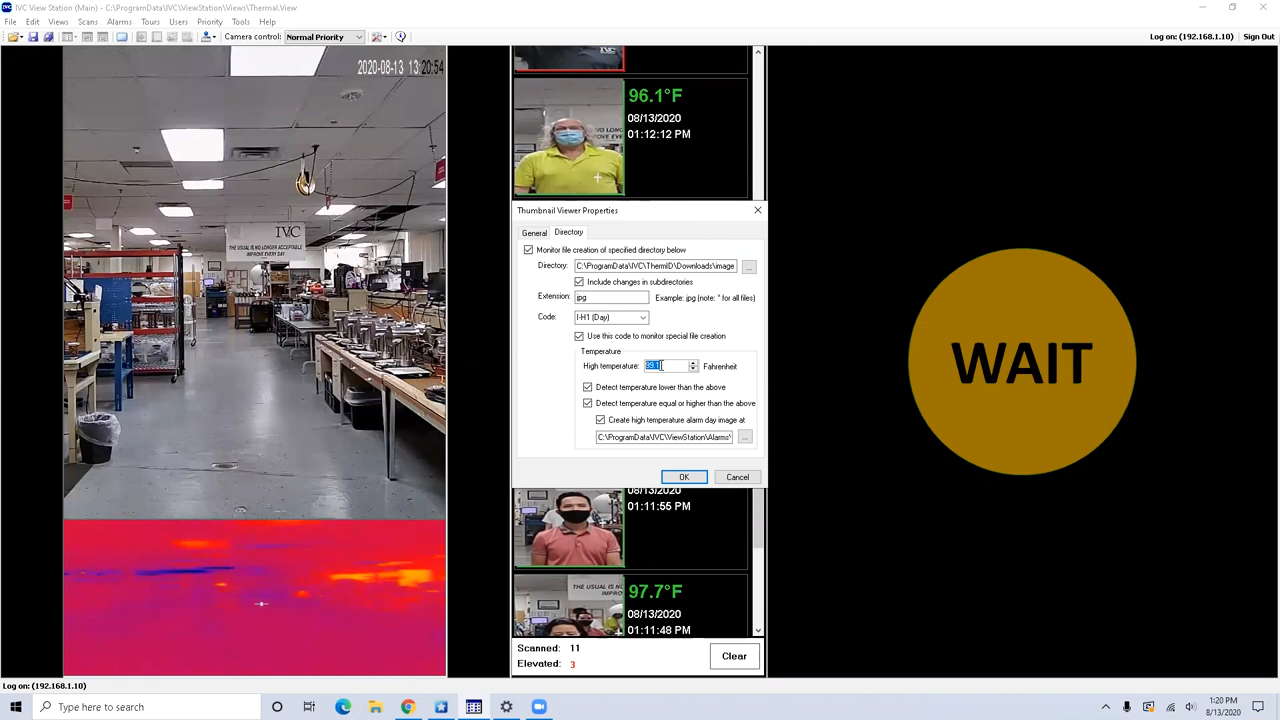 IVC View Station (Main) - C:\ProgramData\IVC\ViewStation\Views\Thermal.View
File Edit Views Scans Alarms Tours Users Priority Tools Help
Camera control: Normal Priority
Log on: (192.168.1.10) Sign Out
2020-08-13 13:20:54
IVC
THE USUAL IS NO LONGER ACCEPTABLE
IMPROVE EVERY DAY
IVC
96.1°F
08/13/2020
01:12:12 PM
Thumbnail Viewer Properties
General Directory
Monitor file creation of specified directory below
Directory: C:\ProgramData\IVC\ThermID\Downloads\image ...
Include changes in subdirectories
Extension: jpg Example: jpg (note: * for all files)
Code: I-H1 (Day)
Use this code to monitor special file creation
Temperature
High temperature: 99.1 Fahrenheit
Detect temperature lower than the above
Detect temperature equal or higher than the above
Create high temperature alarm day image at
C:\ProgramData\IVC\ViewStation\Alarms\ ...
OK Cancel
08/13/2020
01:11:55 PM
THE USUAL IS NO
IMPRO
97.7°F
08/13/2020
01:11:48 PM
Scanned: 11
Elevated: 3
Clear
WAIT
Log on: (192.168.1.10)
Type here to search
1:20 PM
8/13/2020